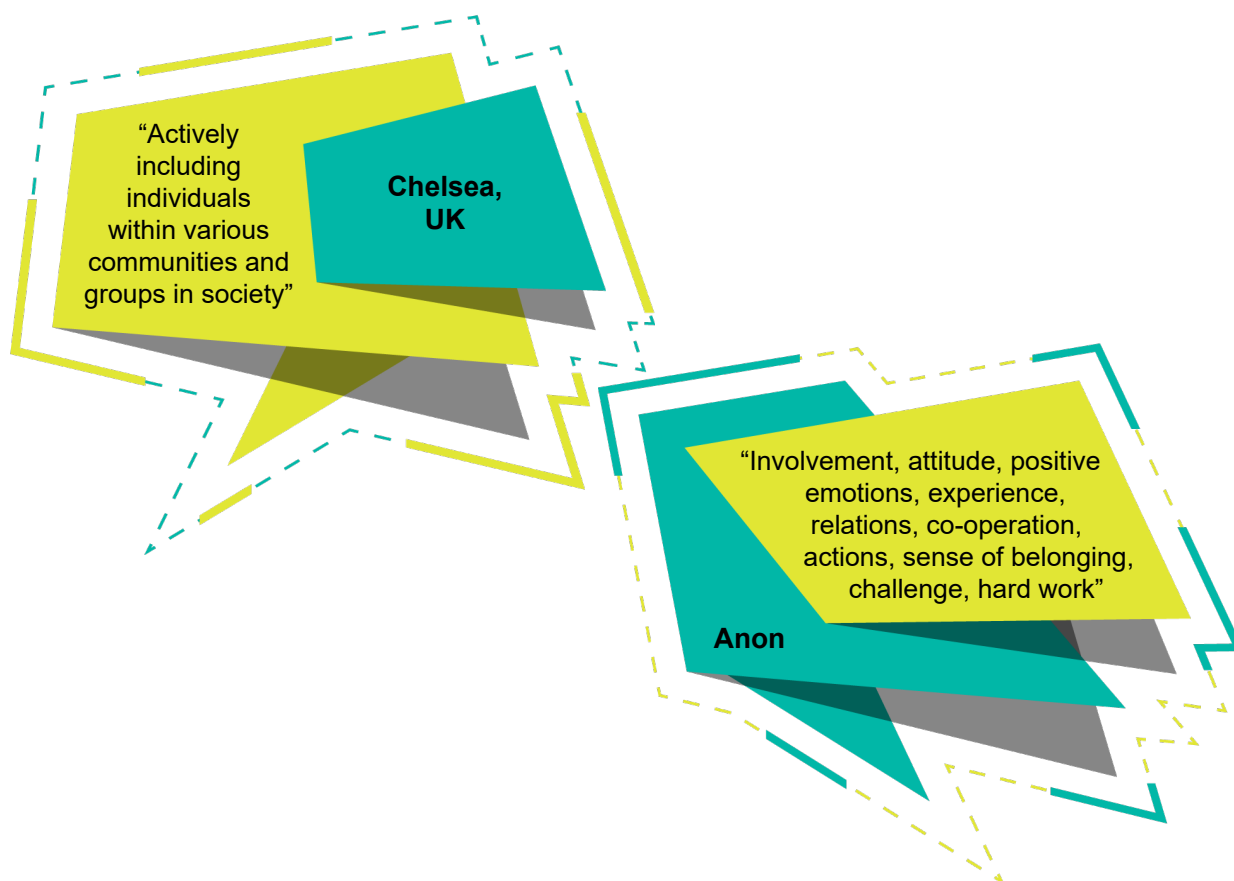 “Actively
including
individuals
within various
communities and
groups in society”
Chelsea,
UK
“Involvement, attitude, positive
emotions, experience,
relations, co-operation,
actions, sense of belonging,
challenge, hard work”
Anon